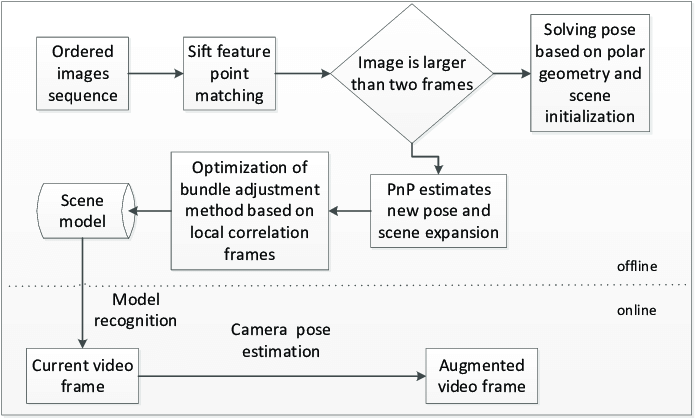 Ordered
images
sequence
Sift feature
point
matching
Image is larger
than two frames
Solving pose
based on polar
geometry and
scene
initialization
Scene
model
Optimization of
bundle adjustment
method based on
local correlation
frames
PnP estimates
new pose and
scene expansion
offline
online
Model
recognition
Current video
frame
Camera pose
estimation
Augmented
video frame